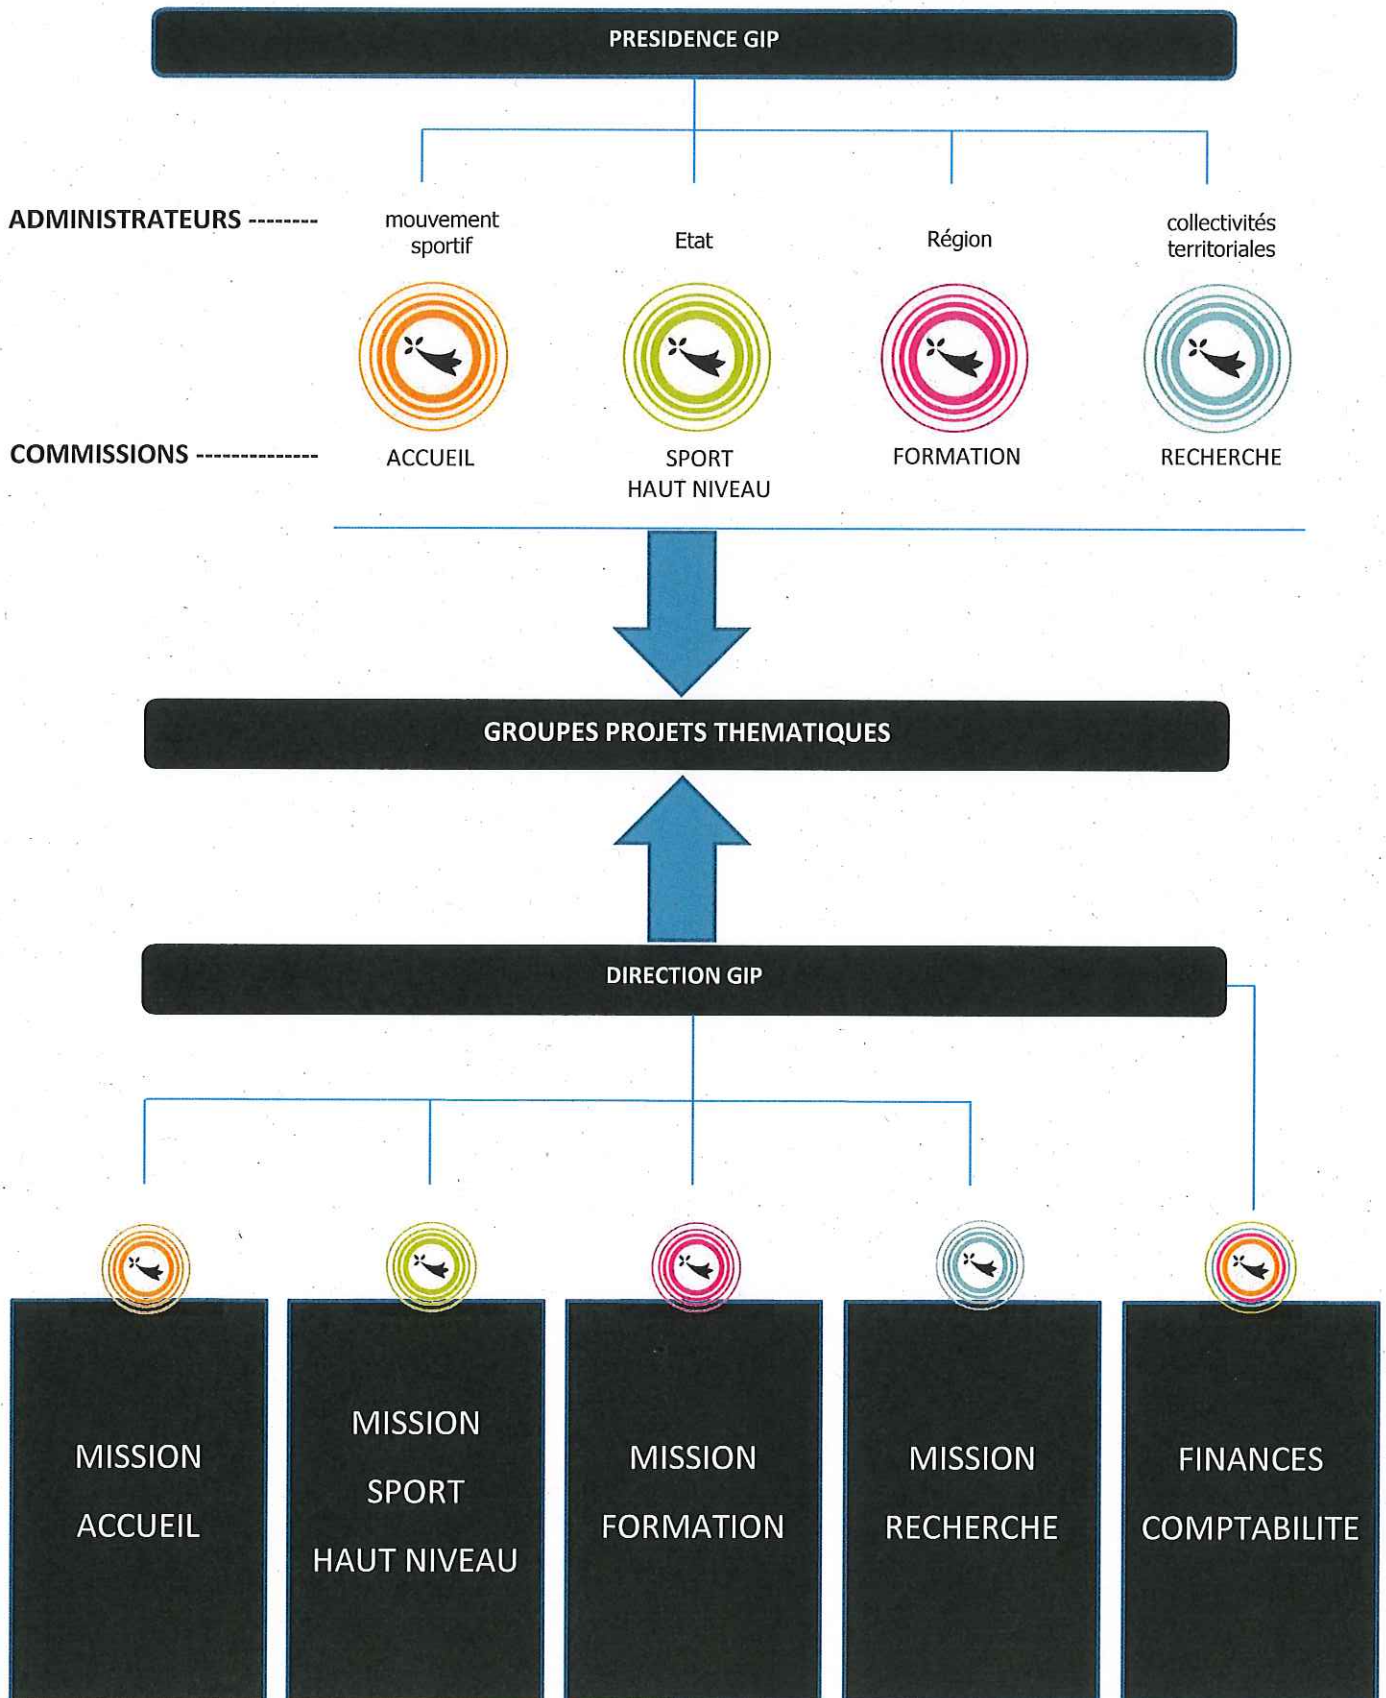 PRESIDENCE GIP
ADMINISTRATEURS --------
mouvement
sportif
Etat
Région
collectivités
territoriales
COMMISSIONS --------------
ACCUEIL
SPORT
HAUT NIVEAU
FORMATION
RECHERCHE
GROUPES PROJETS THEMATIQUES
DIRECTION GIP
MISSION
ACCUEIL
MISSION
SPORT
HAUT NIVEAU
MISSION
FORMATION
MISSION
RECHERCHE
FINANCES
COMPTABILITE